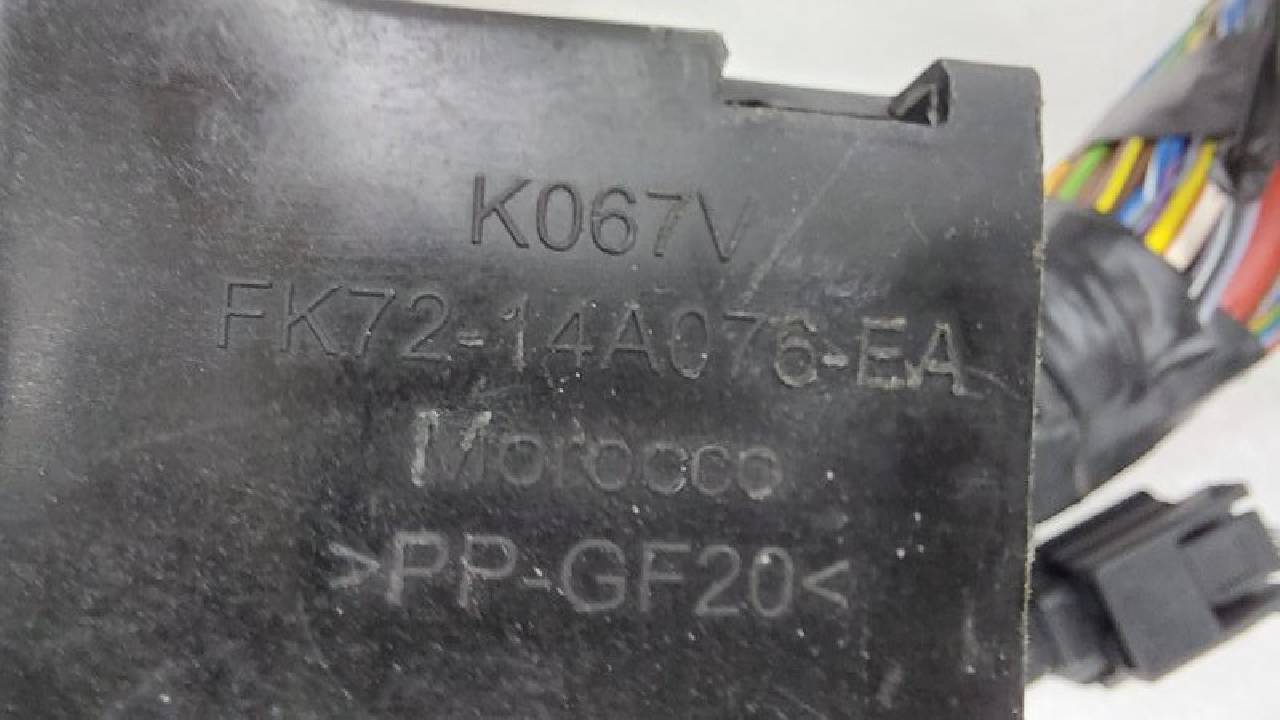 K067V
FK72-14A076-EA
Morocco
>PP-GF20<